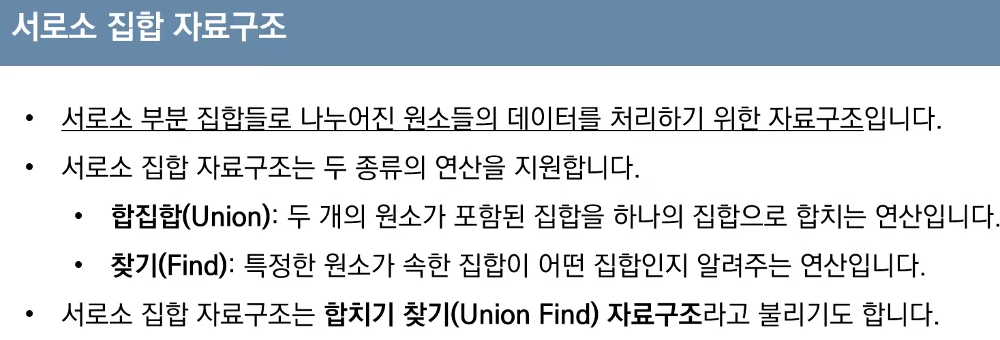 서로소 집합 자료구조
• 서로소 부분 집합들로 나누어진 원소들의 데이터를 처리하기 위한 자료구조입니다.
• 서로소 집합 자료구조는 두 종류의 연산을 지원합니다.
• 합집합(Union): 두 개의 원소가 포함된 집합을 하나의 집합으로 합치는 연산입니다.
• 찾기(Find): 특정한 원소가 속한 집합이 어떤 집합인지 알려주는 연산입니다.
• 서로소 집합 자료구조는 합치기 찾기(Union Find) 자료구조라고 불리기도 합니다.